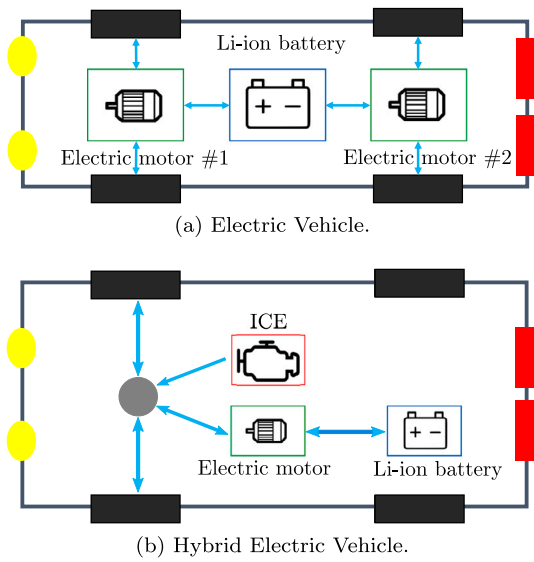 Li-ion battery
Electric motor #1
Electric motor #2
(a) Electric Vehicle.
ICE
Electric motor
Li-ion battery
(b) Hybrid Electric Vehicle.